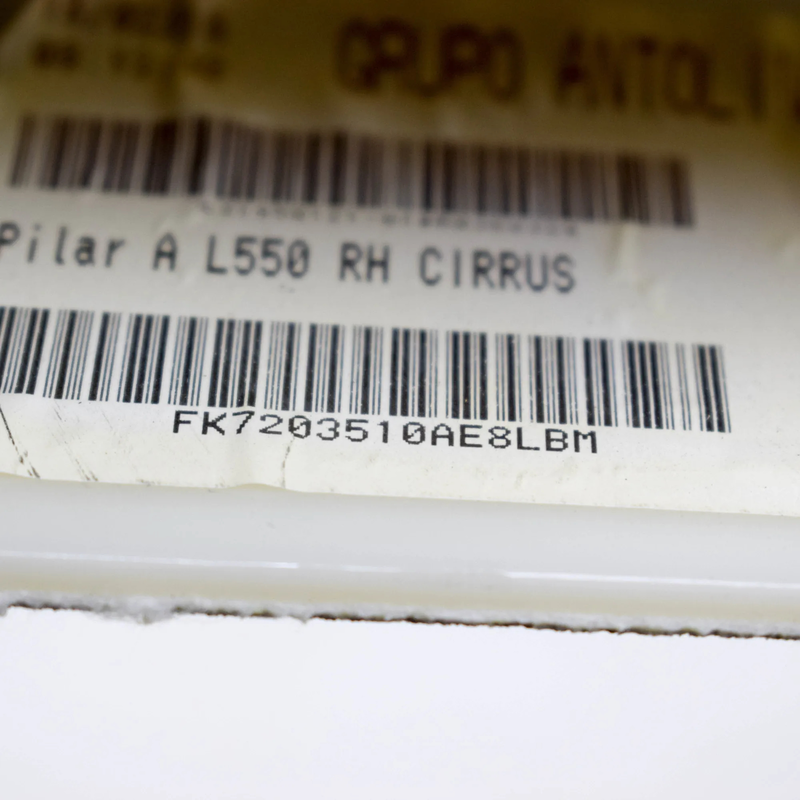 GRUPO ANTOLI
Pilar A L550 RH CIRRUS
FK7203510AE8LBM